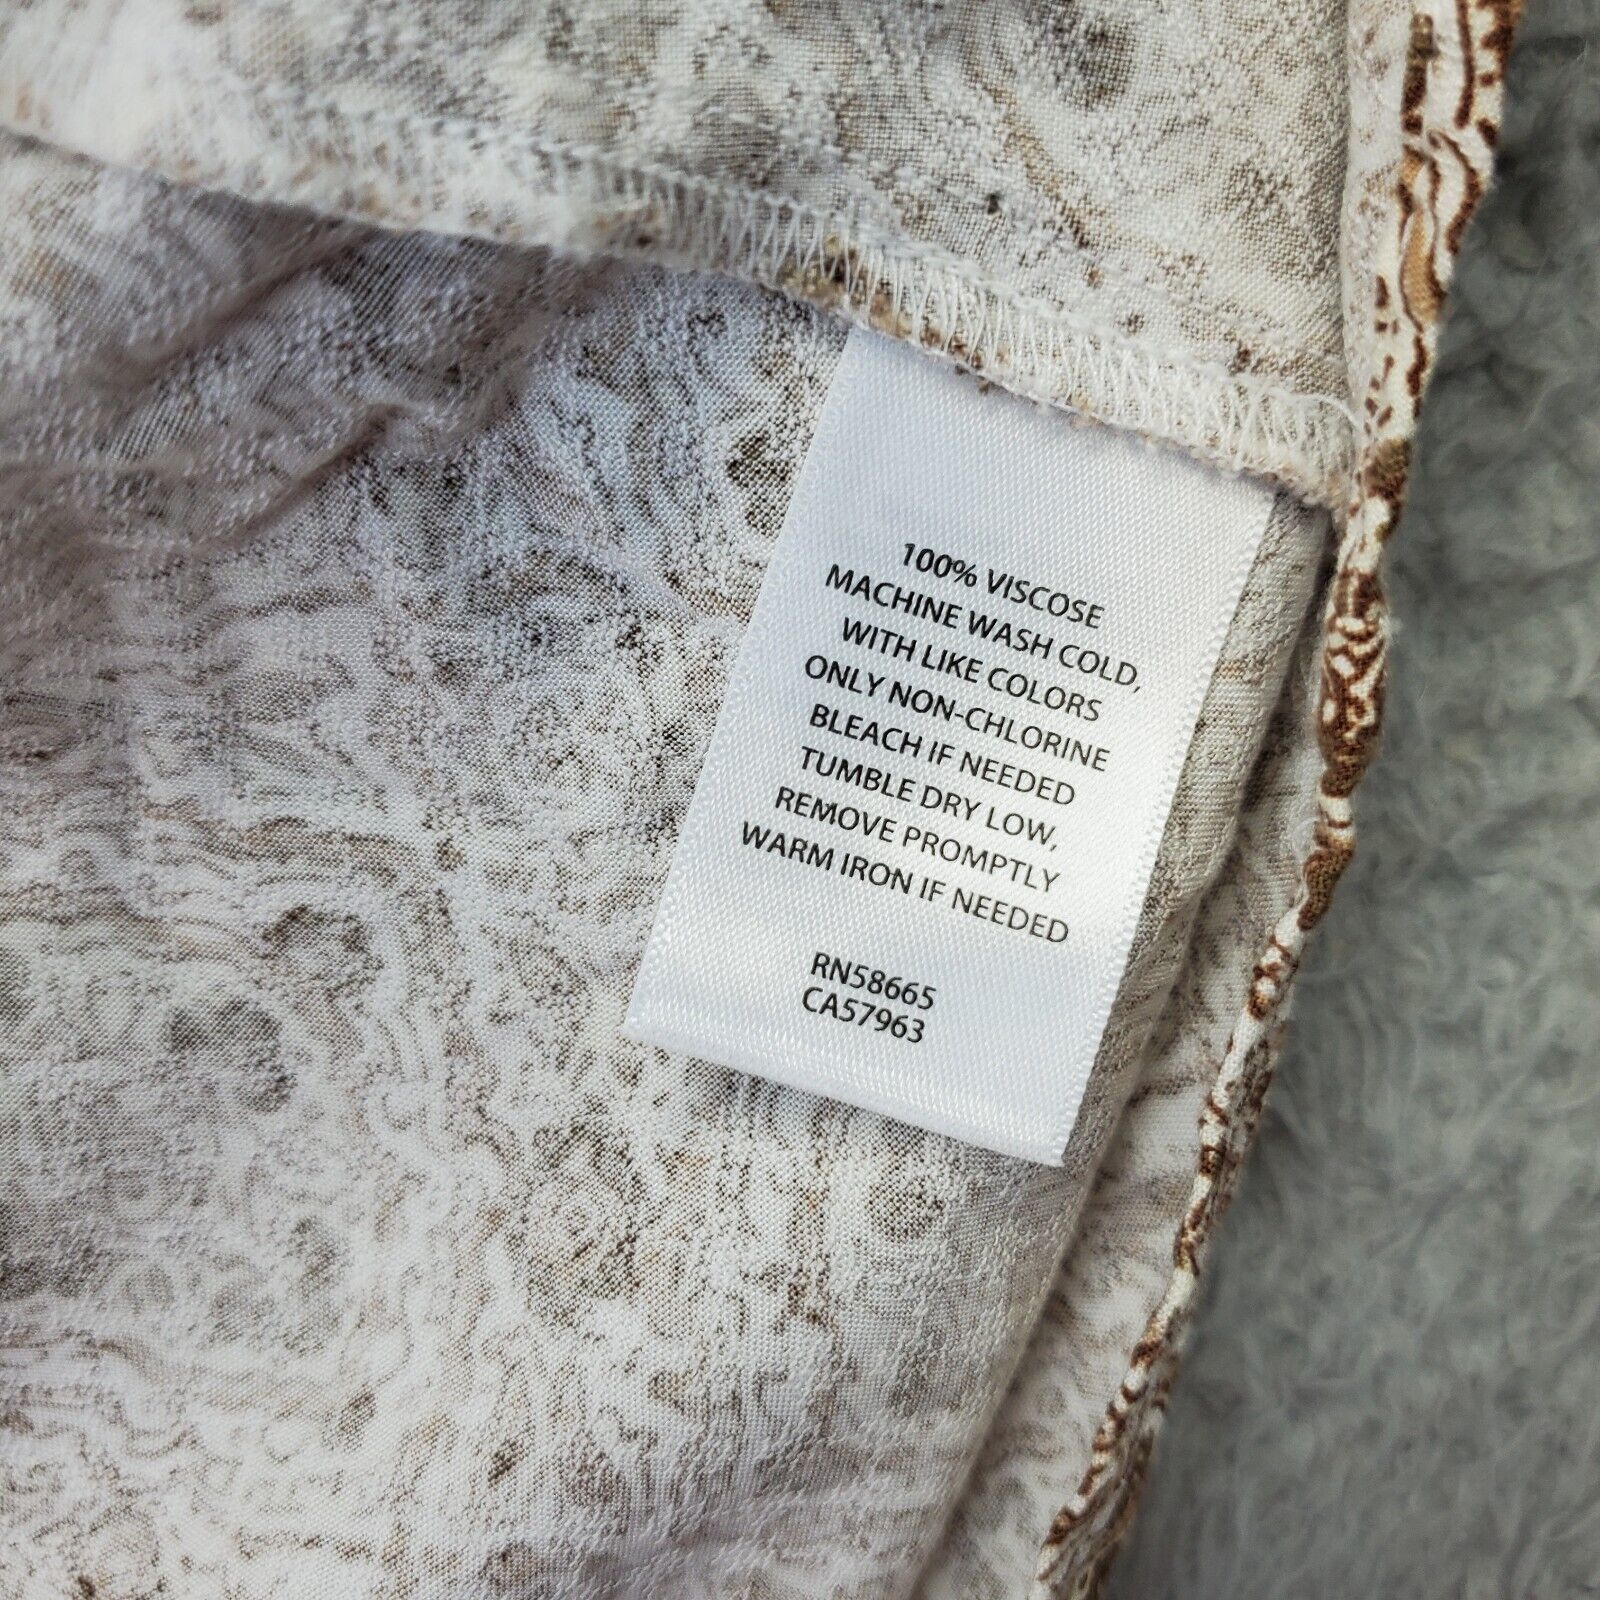 100% VISCOSE
MACHINE WASH COLD,
WITH LIKE COLORS
ONLY NON-CHLORINE
BLEACH IF NEEDED
TUMBLE DRY LOW,
REMOVE PROMPTLY
WARM IRON IF NEEDED
RN58665
CA57963